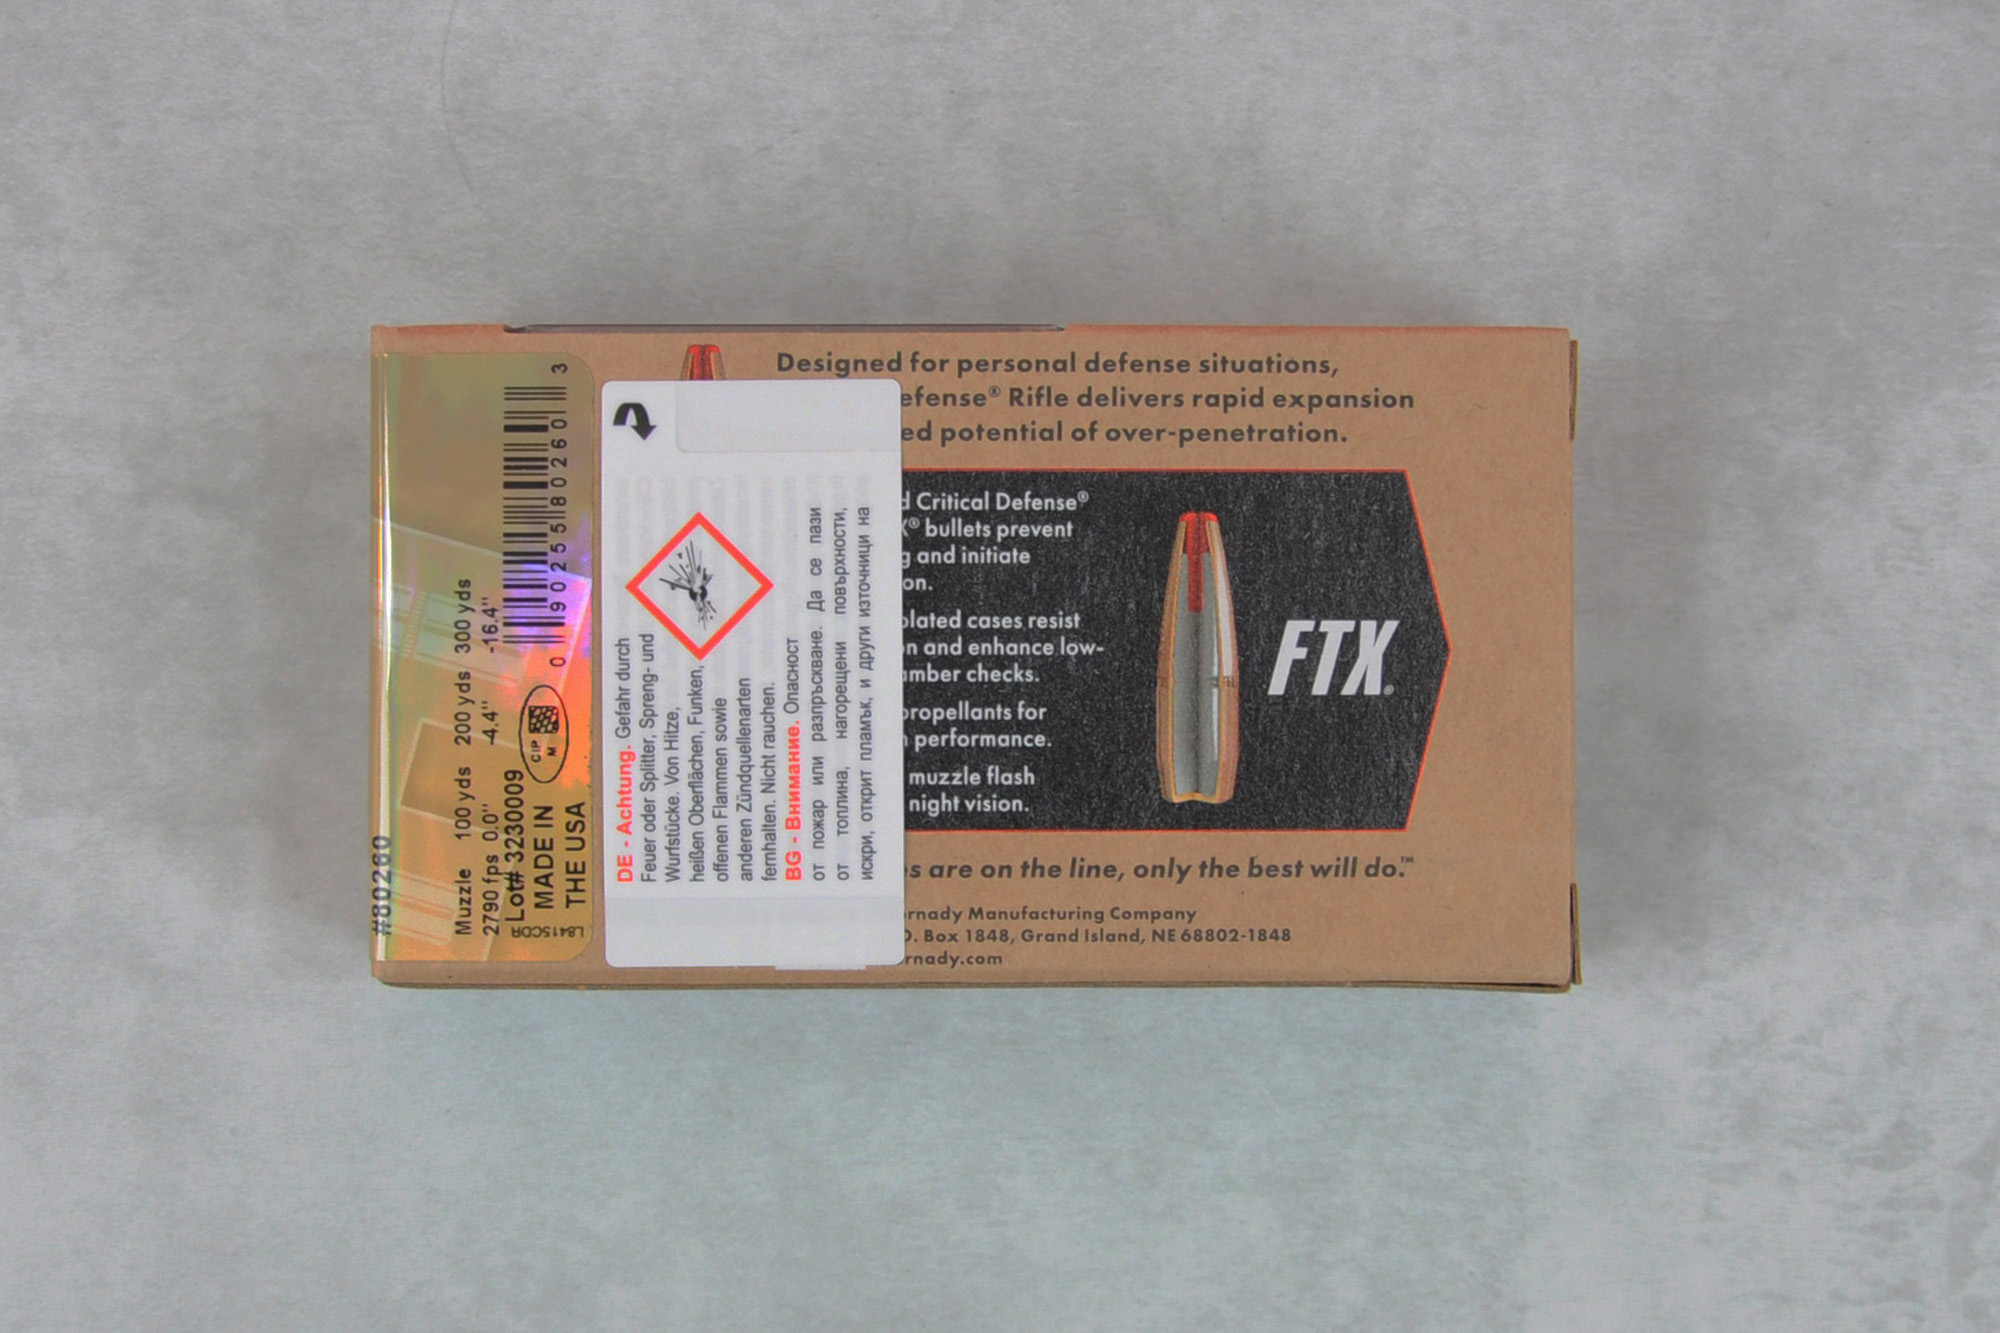 #80260
Muzzle 100 yds 200 yds 300 yds
2790 fps 0.0" -4.4" -16.4"
Lot# 3230009
MADE IN
THE USA
L8415COR
CIP
M
0 90255 80260 3
DE - Achtung. Gefahr durch
Feuer oder Splitter, Spreng- und
Wurfstücke. Von Hitze,
heißen Oberflächen, Funken,
offenen Flammen sowie
anderen Zündquellenarten
fernhalten. Nicht rauchen.
BG - Внимание. Опасност
от пожар или разпръскване. Да се пази
от топлина, нагорещени повърхности,
искри, открит пламък, и други източници на
Designed for personal defense situations,
efense® Rifle delivers rapid expansion
ed potential of over-penetration.
d Critical Defense®
X® bullets prevent
g and initiate
on.
plated cases resist
n and enhance low-
amber checks.
propellants for
n performance.
muzzle flash
night vision.
FTX®
es are on the line, only the best will do.™
rnady Manufacturing Company
O. Box 1848, Grand Island, NE 68802-1848
rnady.com